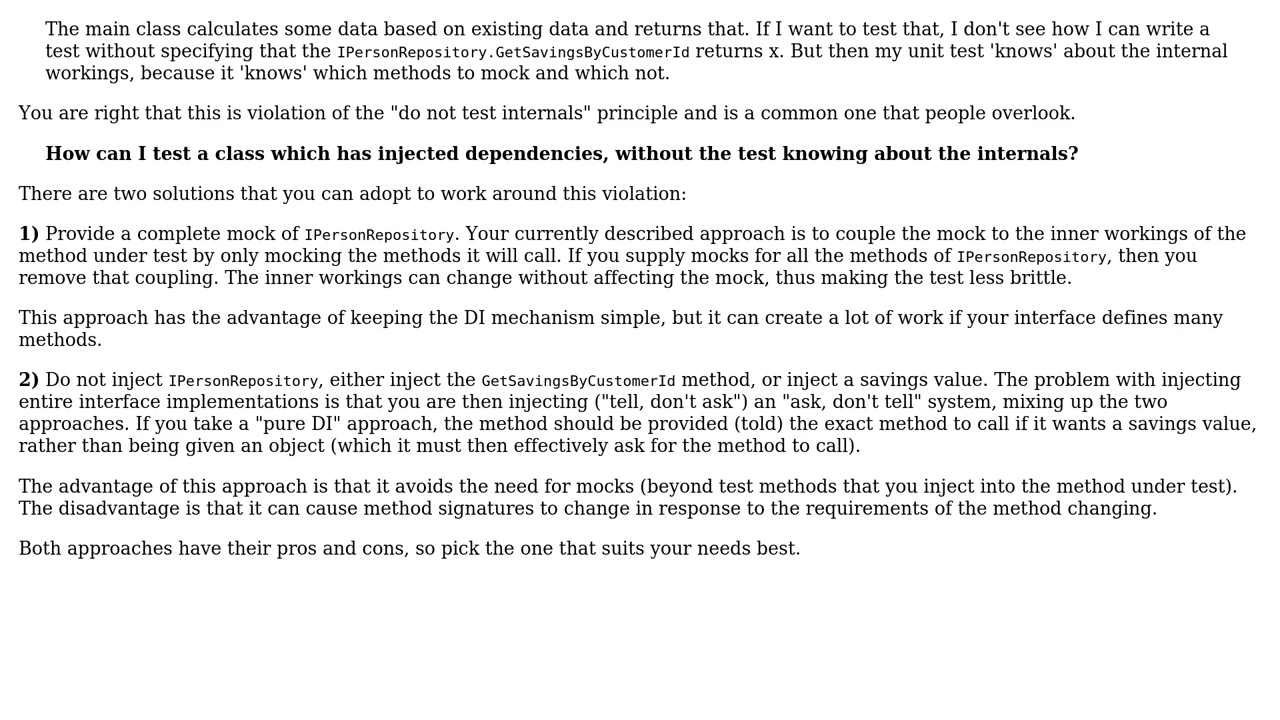 The main class calculates some data based on existing data and returns that. If I want to test that, I don't see how I can write a
test without specifying that the IPersonRepository.GetSavingsByCustomerId returns x. But then my unit test 'knows' about the internal
workings, because it 'knows' which methods to mock and which not.
You are right that this is violation of the "do not test internals" principle and is a common one that people overlook.
How can I test a class which has injected dependencies, without the test knowing about the internals?
There are two solutions that you can adopt to work around this violation:
1) Provide a complete mock of IPersonRepository. Your currently described approach is to couple the mock to the inner workings of the
method under test by only mocking the methods it will call. If you supply mocks for all the methods of IPersonRepository, then you
remove that coupling. The inner workings can change without affecting the mock, thus making the test less brittle.
This approach has the advantage of keeping the DI mechanism simple, but it can create a lot of work if your interface defines many
methods.
2) Do not inject IPersonRepository, either inject the GetSavingsByCustomerId method, or inject a savings value. The problem with injecting
entire interface implementations is that you are then injecting ("tell, don't ask") an "ask, don't tell" system, mixing up the two
approaches. If you take a "pure DI" approach, the method should be provided (told) the exact method to call if it wants a savings value,
rather than being given an object (which it must then effectively ask for the method to call).
The advantage of this approach is that it avoids the need for mocks (beyond test methods that you inject into the method under test).
The disadvantage is that it can cause method signatures to change in response to the requirements of the method changing.
Both approaches have their pros and cons, so pick the one that suits your needs best.